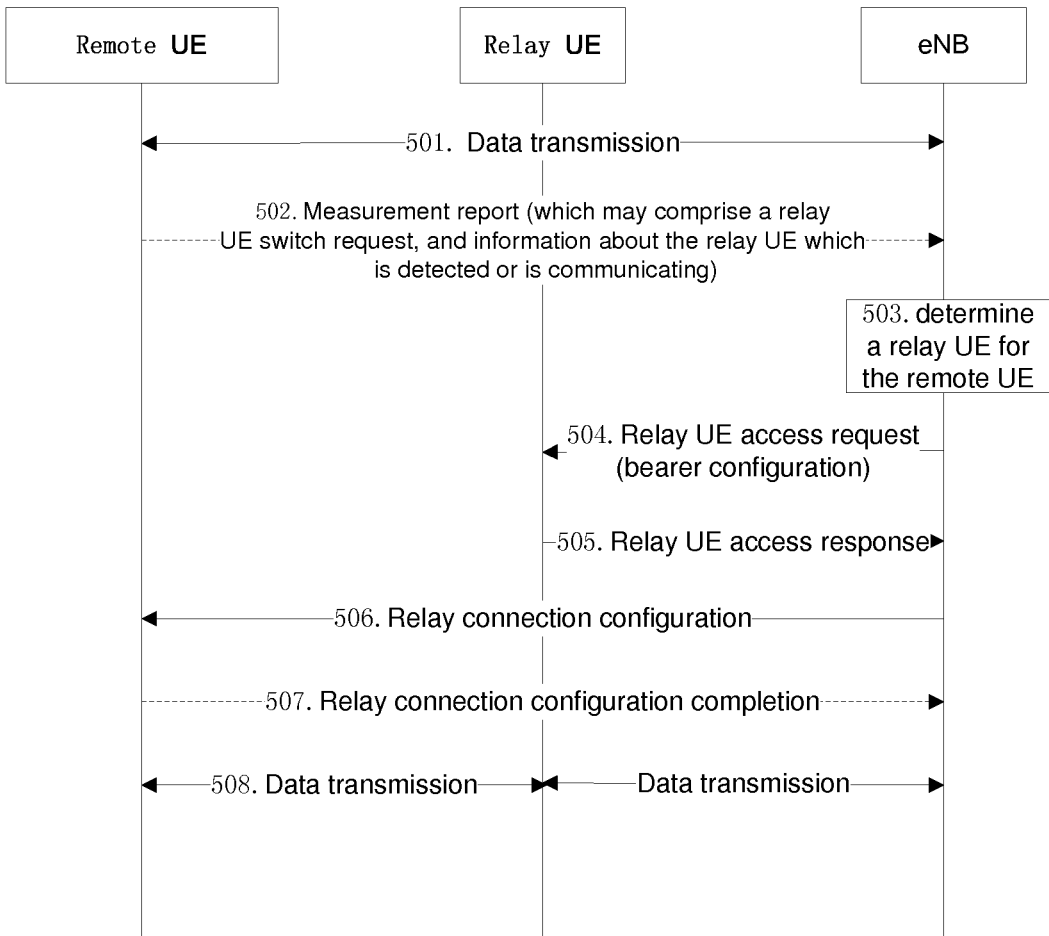 Remote UE
Relay UE
eNB
501. Data transmission
502. Measurement report (which may comprise a relay
UE switch request, and information about the relay UE which
is detected or is communicating)
503. determine
a relay UE for
the remote UE
504. Relay UE access request
(bearer configuration)
505. Relay UE access response
506. Relay connection configuration
507. Relay connection configuration completion
508. Data transmission
Data transmission